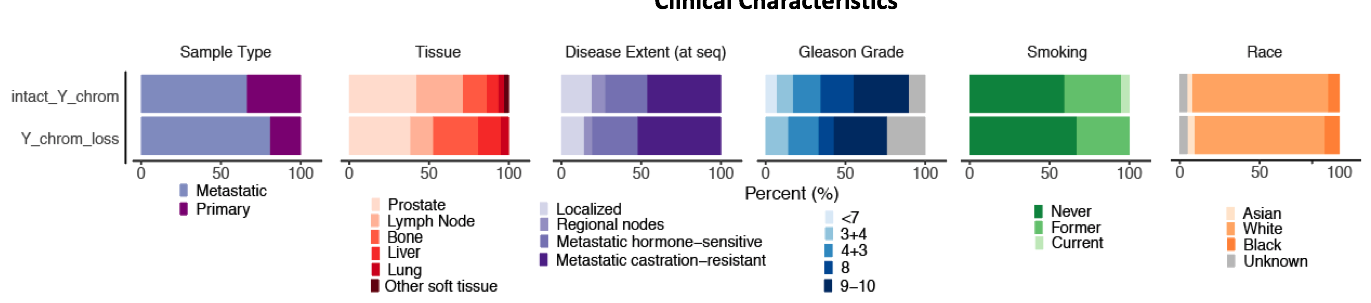 Clinical Characteristics
Sample Type Tissue Disease Extent (at seq) Gleason Grade Smoking Race
intact_Y_chrom
Y_chrom_loss
0 50 100 0 50 100 0 50 100 0 50 100 0 50 100 0 50 100
Percent (%)
Metastatic
Primary
Prostate
Lymph Node
Bone
Liver
Lung
Other soft tissue
Localized
Regional nodes
Metastatic hormone−sensitive
Metastatic castration−resistant
<7
3+4
4+3
8
9−10
Never
Former
Current
Asian
White
Black
Unknown